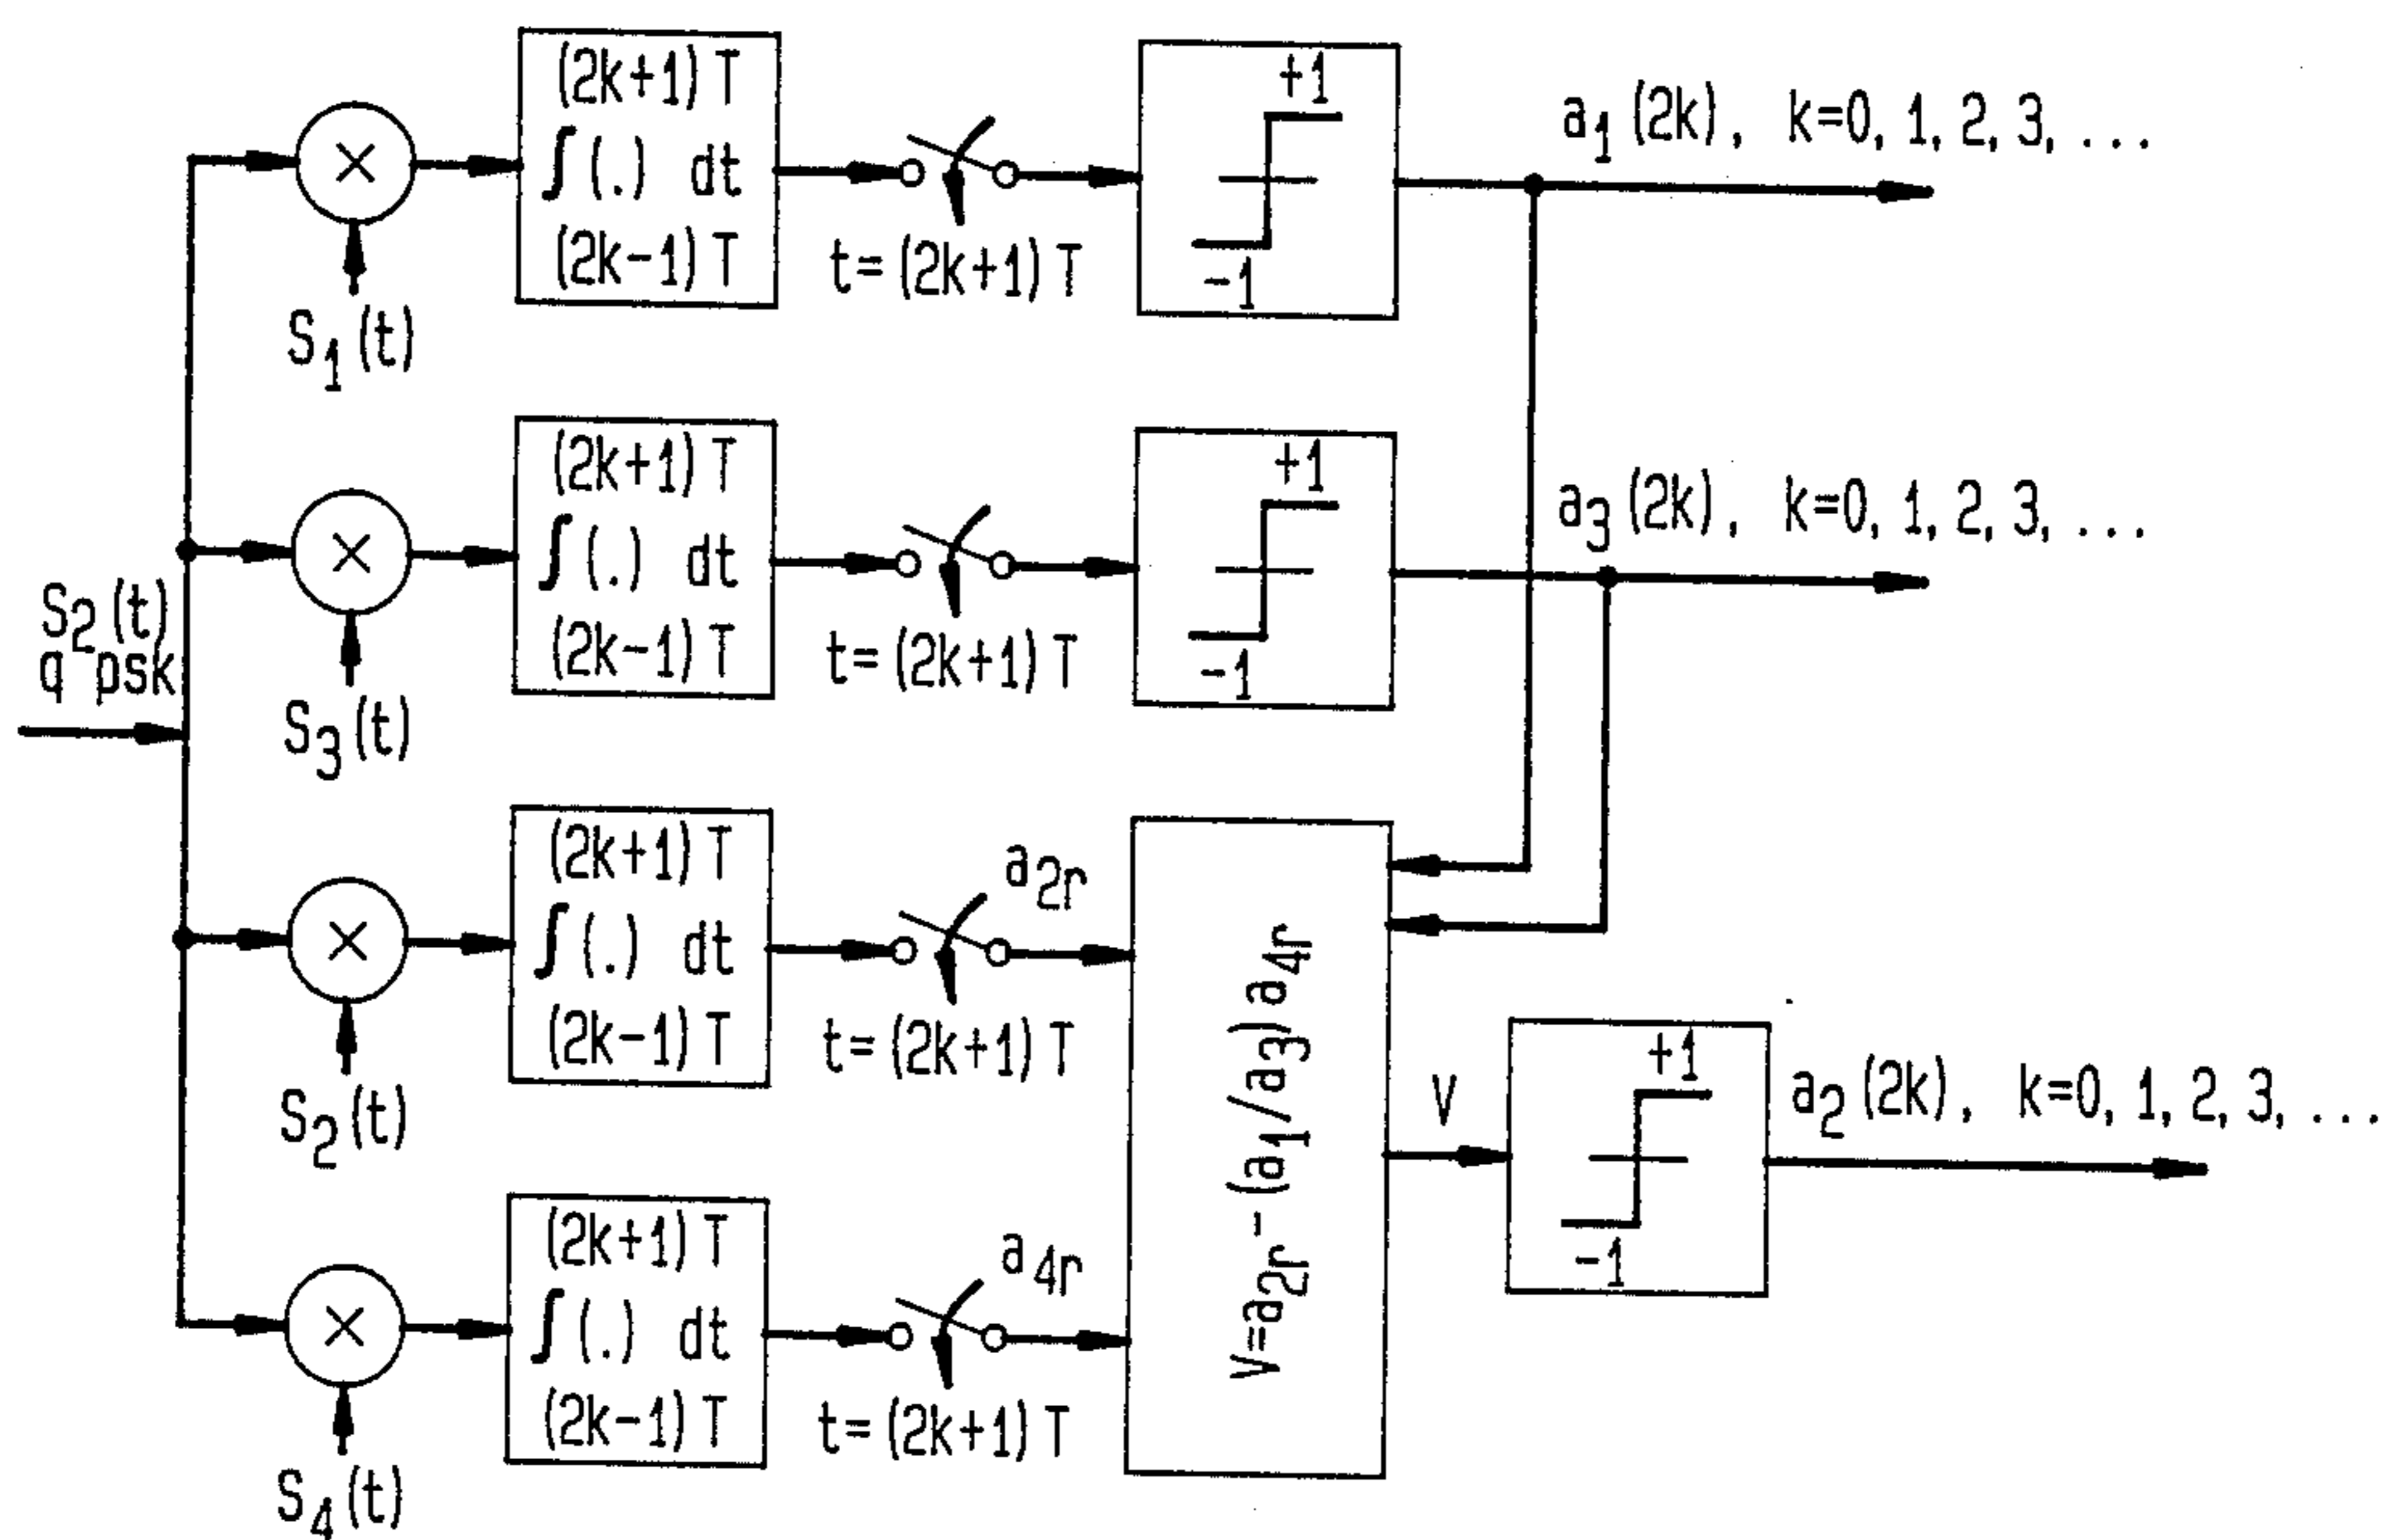 (2k+1) T
∫(.) dt
(2k-1) T
t=(2k+1) T
+1
-1
a1 (2k), k=0, 1, 2, 3, ...
S1 (t)
(2k+1) T
∫(.) dt
(2k-1) T
t=(2k+1) T
+1
-1
a3 (2k), k=0, 1, 2, 3, ...
S2 (t)
q psk
S3 (t)
(2k+1) T
∫(.) dt
(2k-1) T
a2r
t=(2k+1) T
S2 (t)
V=a2r-(a1/a3) a4r
V
+1
-1
a2 (2k), k=0, 1, 2, 3, ...
(2k+1) T
∫(.) dt
(2k-1) T
a4r
t=(2k+1) T
S4 (t)